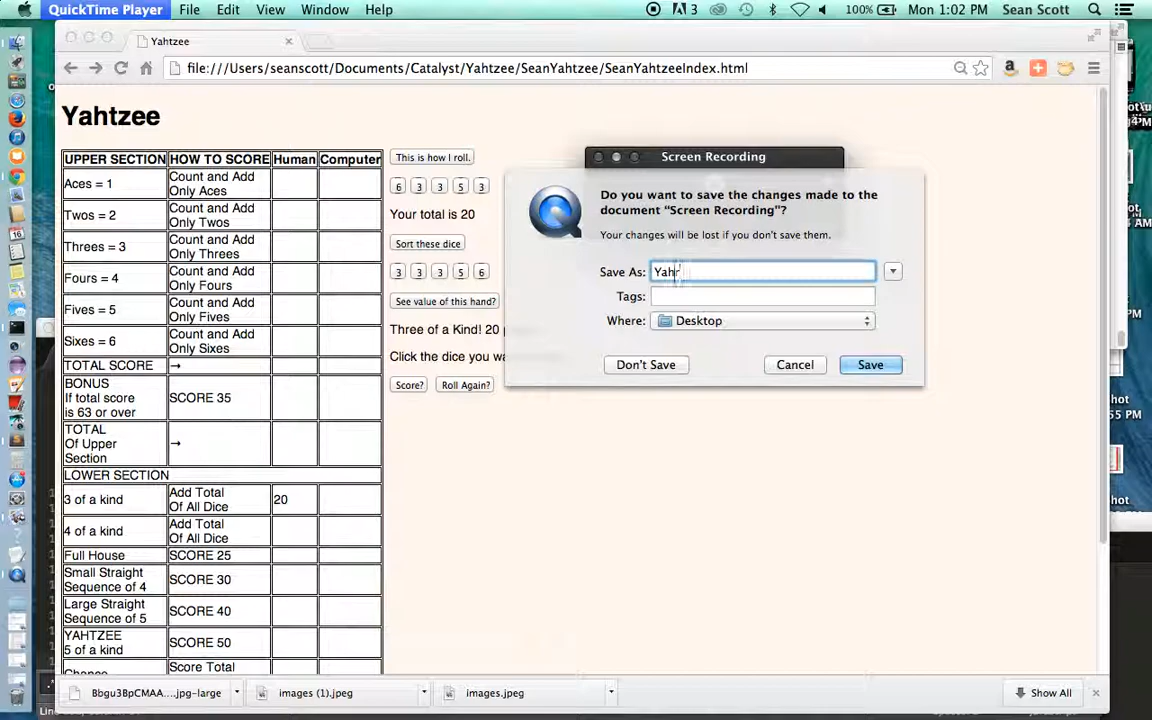 QuickTime Player File Edit View Window Help 3 100% Mon 1:02 PM Sean Scott
Yahtzee
file:///Users/seanscott/Documents/Catalyst/Yahtzee/SeanYahtzee/SeanYahtzeeIndex.html
Yahtzee
UPPER SECTION HOW TO SCORE Human Computer
Aces = 1 Count and Add
Only Aces
Twos = 2 Count and Add
Only Twos
Threes = 3 Count and Add
Only Threes
Fours = 4 Count and Add
Only Fours
Fives = 5 Count and Add
Only Fives
Sixes = 6 Count and Add
Only Sixes
TOTAL SCORE →
BONUS
If total score
is 63 or over
SCORE 35
TOTAL
Of Upper
Section
→
LOWER SECTION
3 of a kind Add Total
Of All Dice
20
4 of a kind Add Total
Of All Dice
Full House SCORE 25
Small Straight
Sequence of 4
SCORE 30
Large Straight
Sequence of 5
SCORE 40
YAHTZEE
5 of a kind
SCORE 50
Chance Score Total
This is how I roll.
6 3 3 5 3
Your total is 20
Sort these dice
3 3 3 5 6
See value of this hand?
Three of a Kind! 20
Click the dice you wa
Score? Roll Again?
Screen Recording
Do you want to save the changes made to the
document “Screen Recording”?
Your changes will be lost if you don’t save them.
Save As: Yahr
Tags:
Where: Desktop
Don’t Save Cancel Save
hot
55 PM
hot
Bbgu3BpCMAA....jpg-large images (1).jpeg images.jpeg Show All